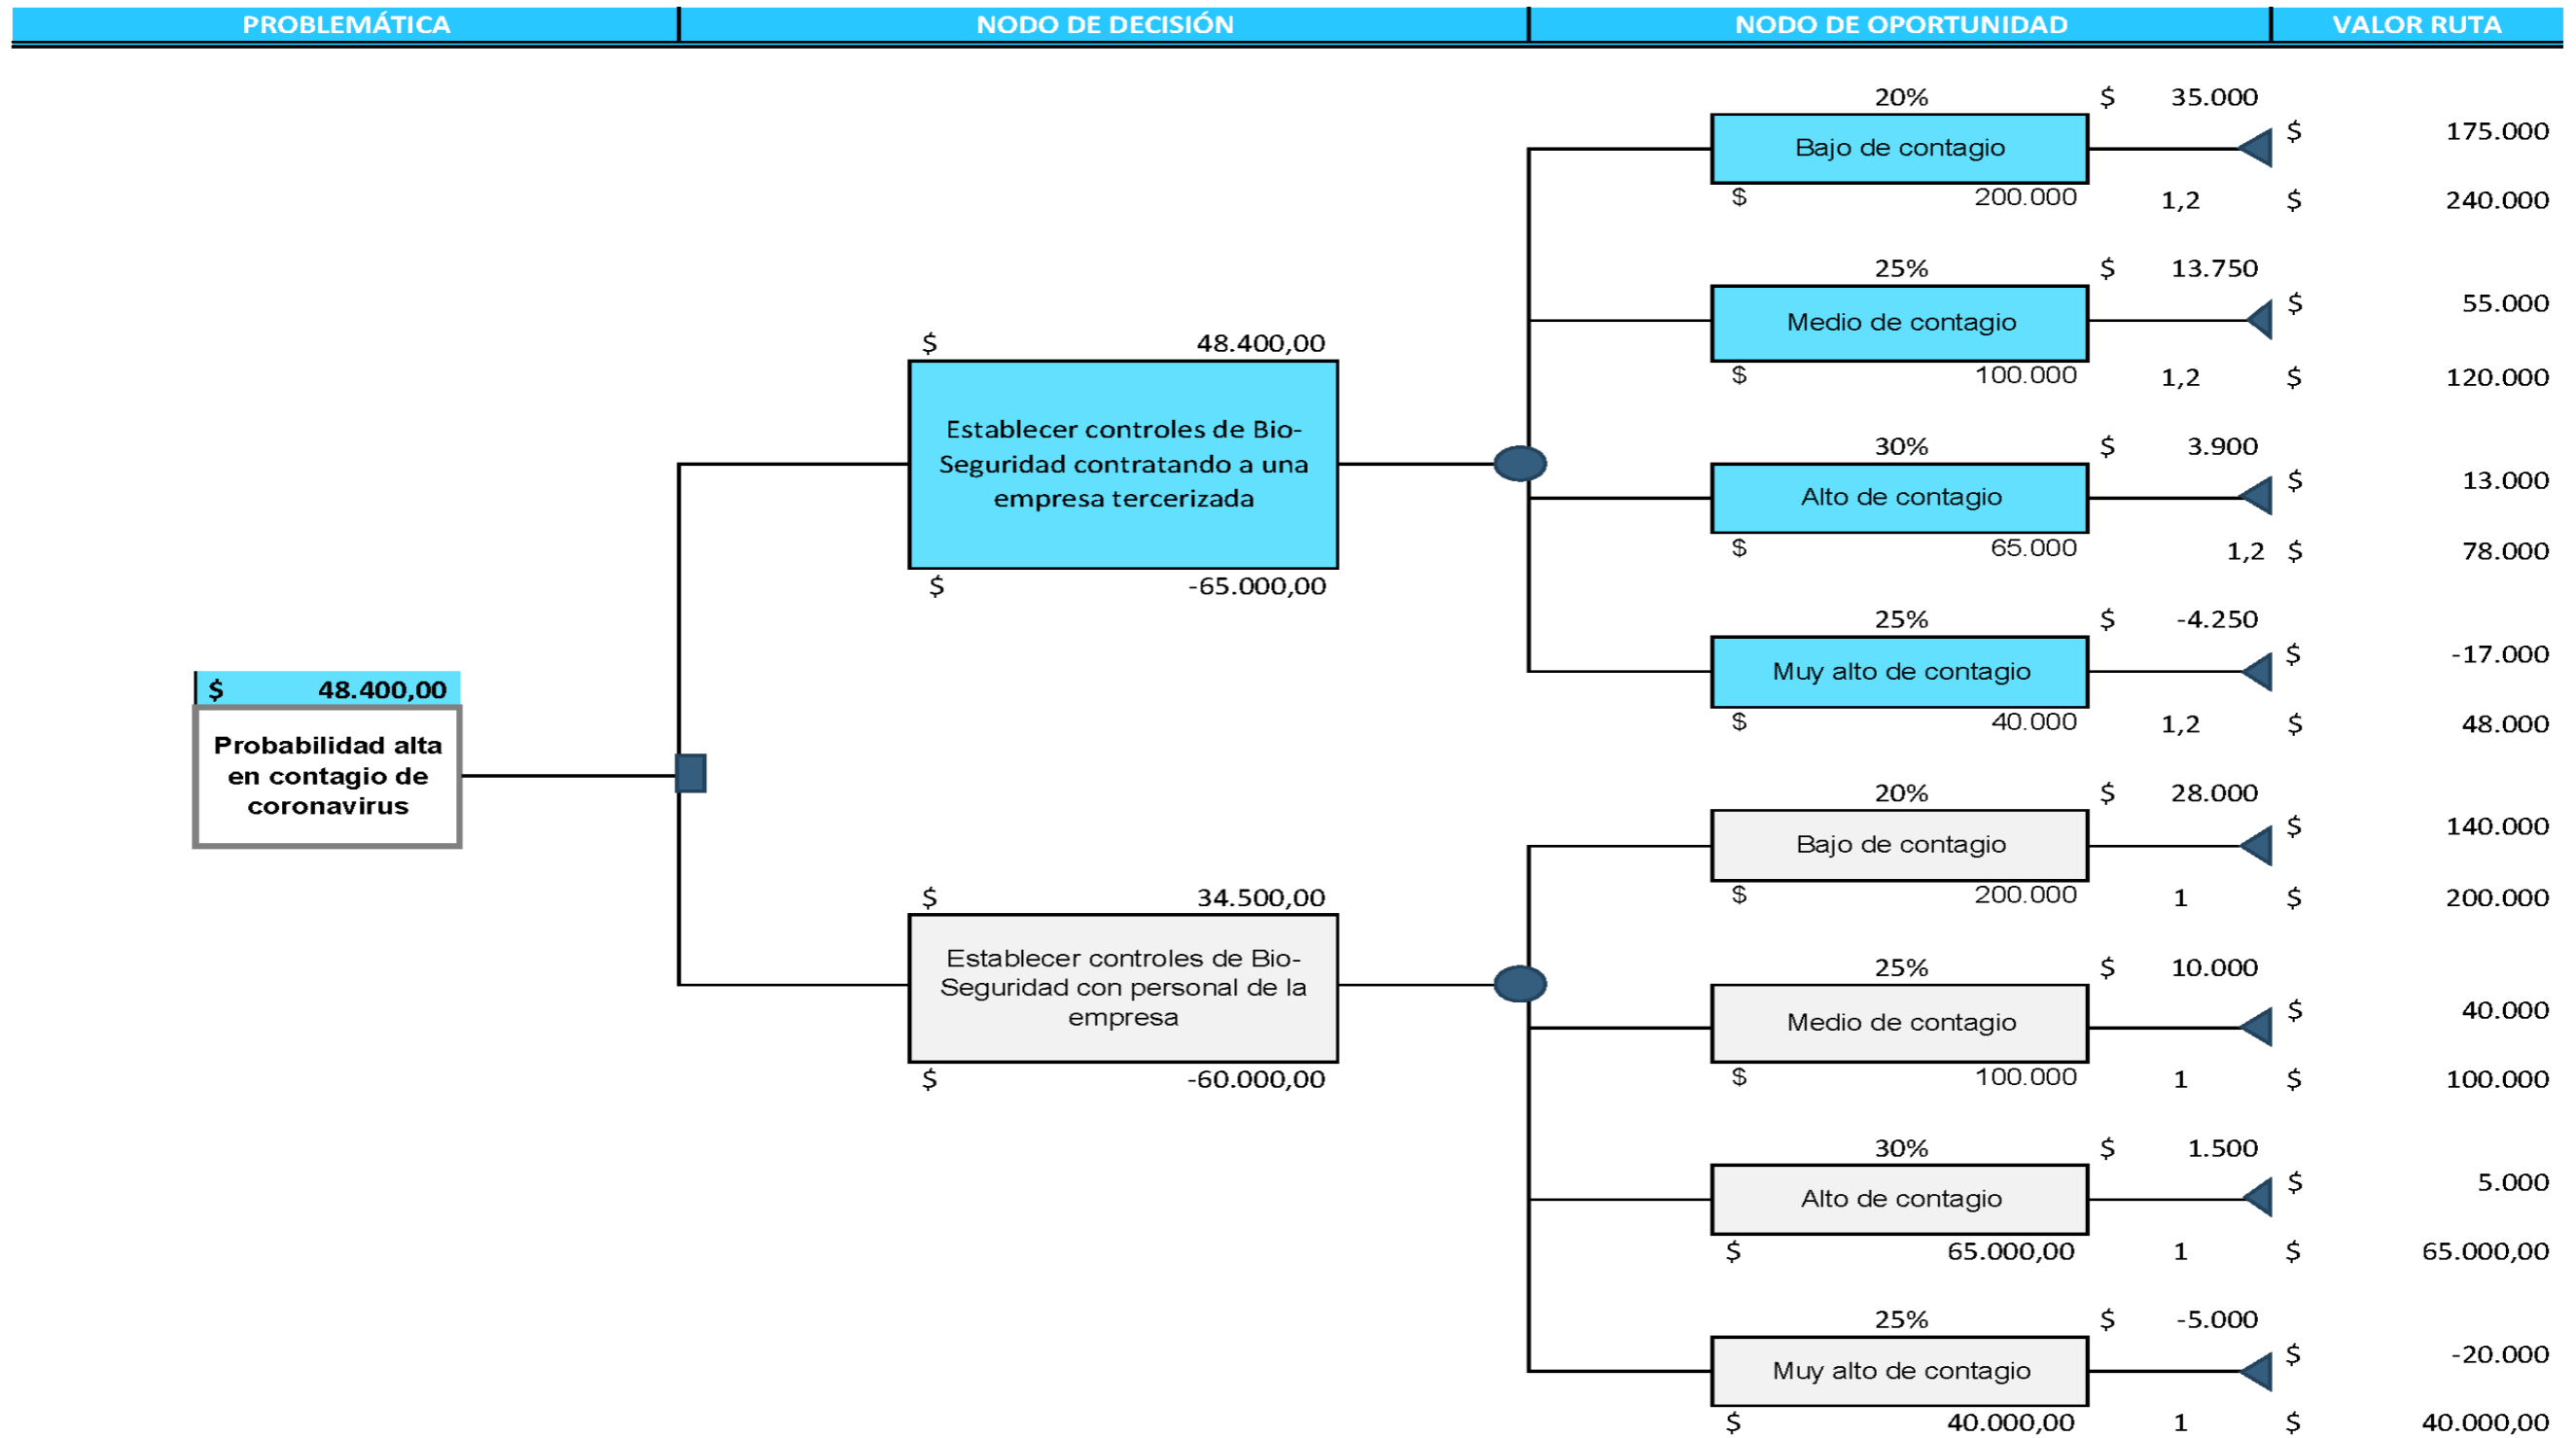 PROBLEMÁTICA NODO DE DECISIÓN NODO DE OPORTUNIDAD VALOR RUTA
20% $ 35.000
Bajo de contagio
$ 175.000
$ 200.000 1,2 $ 240.000
25% $ 13.750
Medio de contagio
$ 55.000
$ 100.000 1,2 $ 120.000
$ 48.400,00
Establecer controles de Bio-
Seguridad contratando a una
empresa tercerizada
$ -65.000,00
30% $ 3.900
Alto de contagio
$ 13.000
$ 65.000 1,2 $ 78.000
25% $ -4.250
Muy alto de contagio
$ -17.000
$ 40.000 1,2 $ 48.000
$ 48.400,00
Probabilidad alta
en contagio de
coronavirus
20% $ 28.000
Bajo de contagio
$ 140.000
$ 200.000 1 $ 200.000
$ 34.500,00
Establecer controles de Bio-
Seguridad con personal de la
empresa
$ -60.000,00
25% $ 10.000
Medio de contagio
$ 40.000
$ 100.000 1 $ 100.000
30% $ 1.500
Alto de contagio
$ 5.000
$ 65.000,00 1 $ 65.000,00
25% $ -5.000
Muy alto de contagio
$ -20.000
$ 40.000,00 1 $ 40.000,00